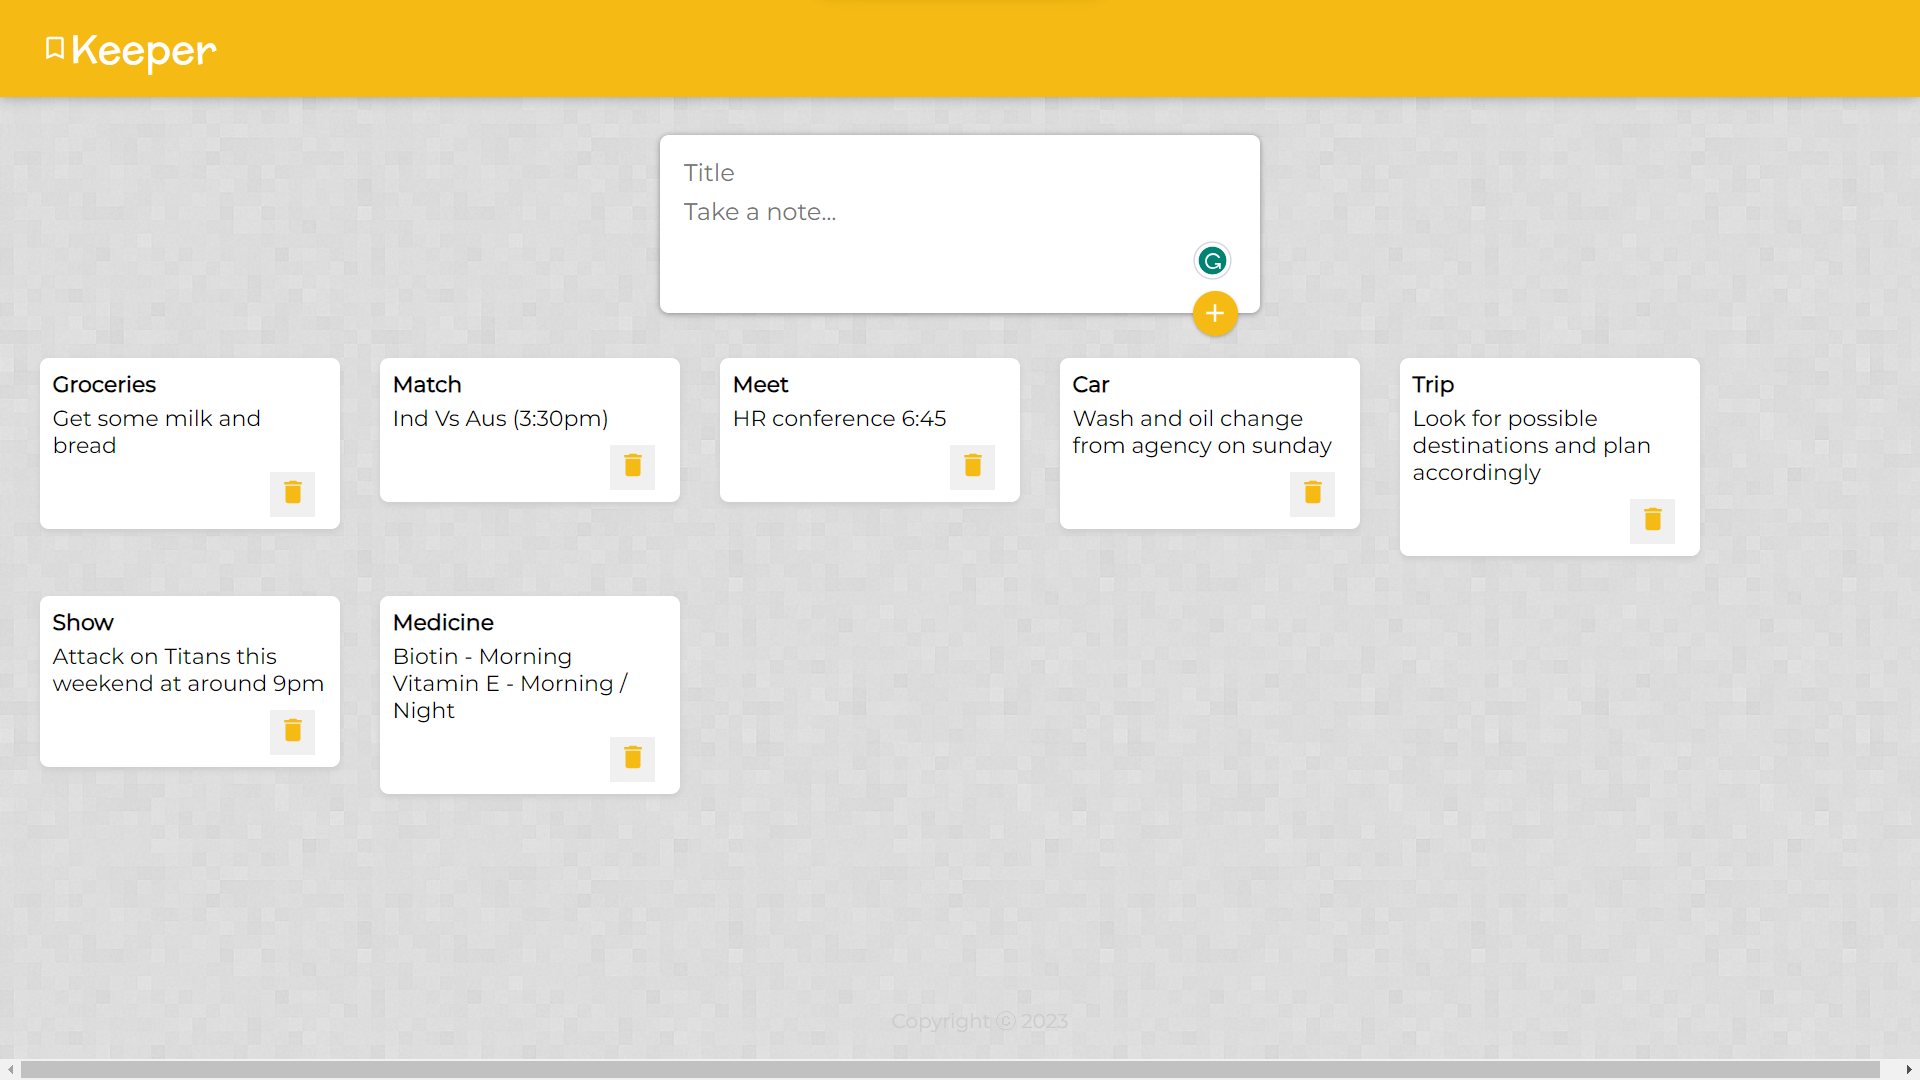 Keeper
Title
Take a note...
Groceries
Get some milk and
bread
Match
Ind Vs Aus (3:30pm)
Meet
HR conference 6:45
Car
Wash and oil change
from agency on sunday
Trip
Look for possible
destinations and plan
accordingly
Show
Attack on Titans this
weekend at around 9pm
Medicine
Biotin - Morning
Vitamin E - Morning /
Night
Copyright ⓒ 2023